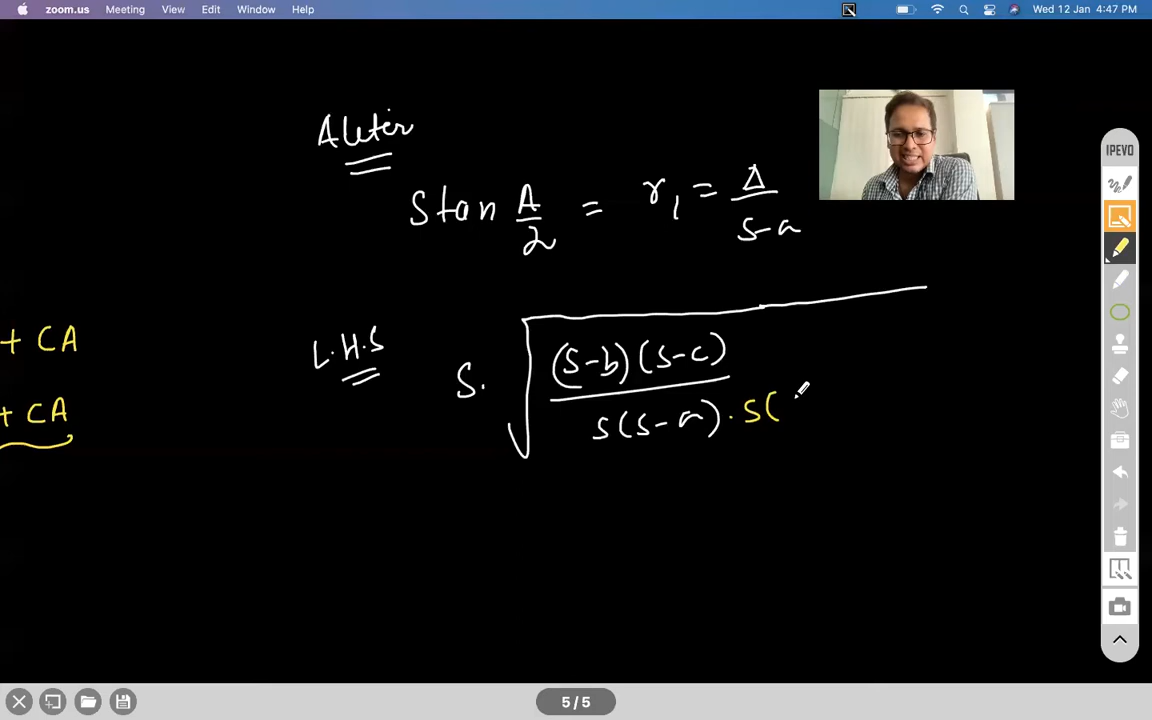 zoom.us Meeting View Edit Window Help Wed 12 Jan 4:47 PM
Aleter
IPEVO
S tan A/2 = r₁ = Δ/s-a
+ CA
L.H.S
S. √(s-b)(s-c)/s(s-a) · s(
+ CA
5/5